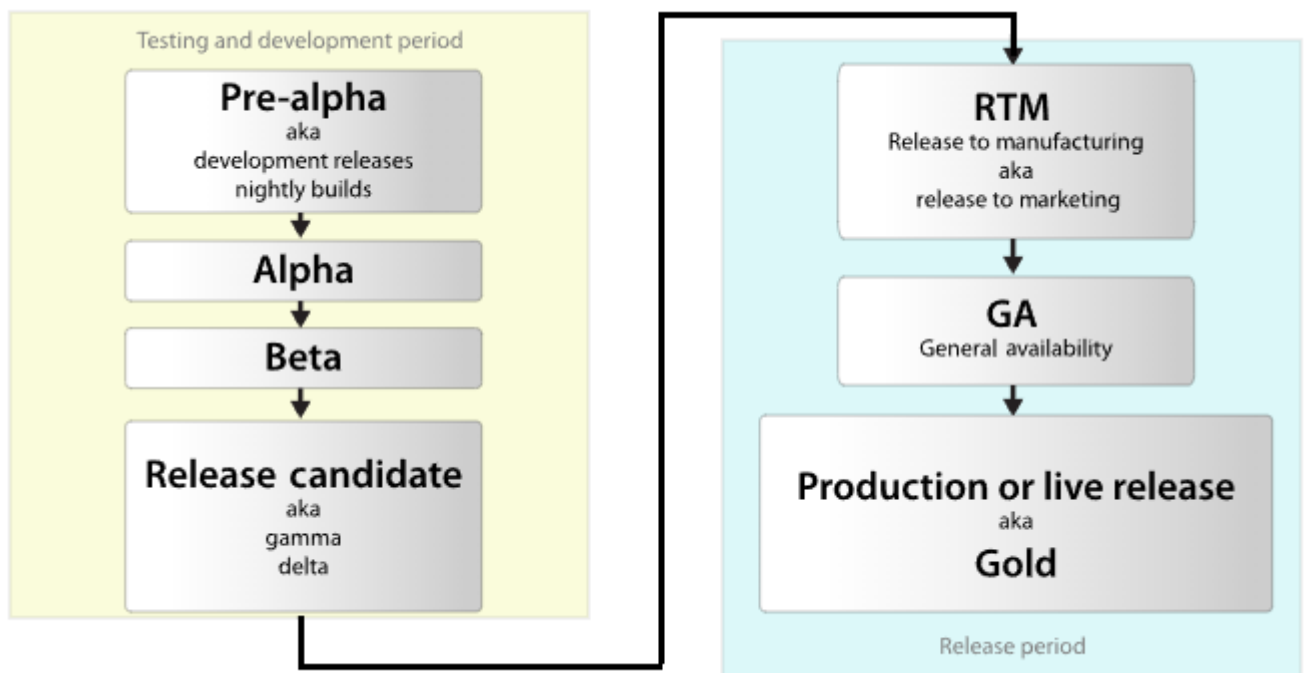 Testing and development period
Pre-alpha
aka
development releases
nightly builds
Alpha
Beta
Release candidate
aka
gamma
delta
RTM
Release to manufacturing
aka
release to marketing
GA
General availability
Production or live release
aka
Gold
Release period